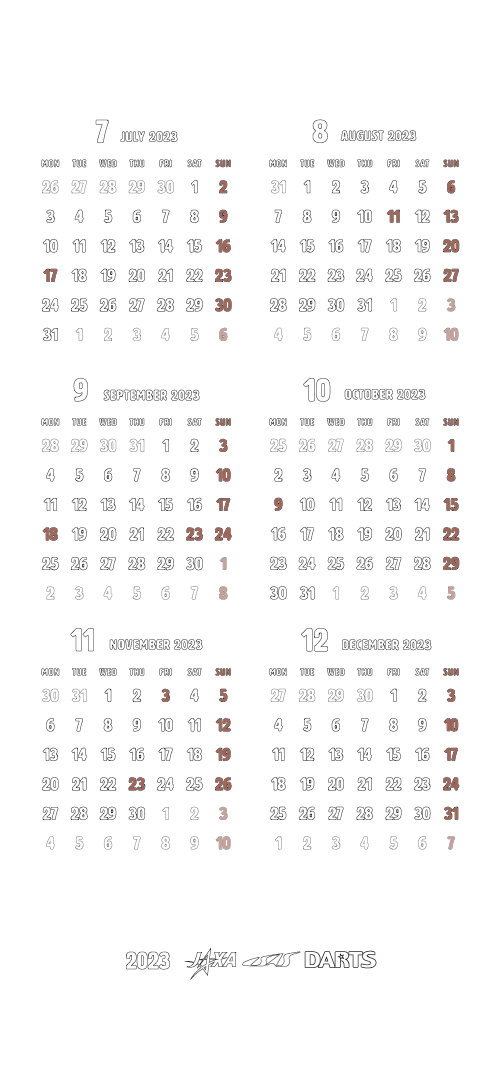 7 JULY 2023
MON TUE WED THU FRI SAT SUN
26 27 28 29 30 1 2
3 4 5 6 7 8 9
10 11 12 13 14 15 16
17 18 19 20 21 22 23
24 25 26 27 28 29 30
31 1 2 3 4 5 6
8 AUGUST 2023
MON TUE WED THU FRI SAT SUN
31 1 2 3 4 5 6
7 8 9 10 11 12 13
14 15 16 17 18 19 20
21 22 23 24 25 26 27
28 29 30 31 1 2 3
4 5 6 7 8 9 10
9 SEPTEMBER 2023
MON TUE WED THU FRI SAT SUN
28 29 30 31 1 2 3
4 5 6 7 8 9 10
11 12 13 14 15 16 17
18 19 20 21 22 23 24
25 26 27 28 29 30 1
2 3 4 5 6 7 8
10 OCTOBER 2023
MON TUE WED THU FRI SAT SUN
25 26 27 28 29 30 1
2 3 4 5 6 7 8
9 10 11 12 13 14 15
16 17 18 19 20 21 22
23 24 25 26 27 28 29
30 31 1 2 3 4 5
11 NOVEMBER 2023
MON TUE WED THU FRI SAT SUN
30 31 1 2 3 4 5
6 7 8 9 10 11 12
13 14 15 16 17 18 19
20 21 22 23 24 25 26
27 28 29 30 1 2 3
4 5 6 7 8 9 10
12 DECEMBER 2023
MON TUE WED THU FRI SAT SUN
27 28 29 30 1 2 3
4 5 6 7 8 9 10
11 12 13 14 15 16 17
18 19 20 21 22 23 24
25 26 27 28 29 30 31
1 2 3 4 5 6 7
2023 JAXA ISAS DARTS